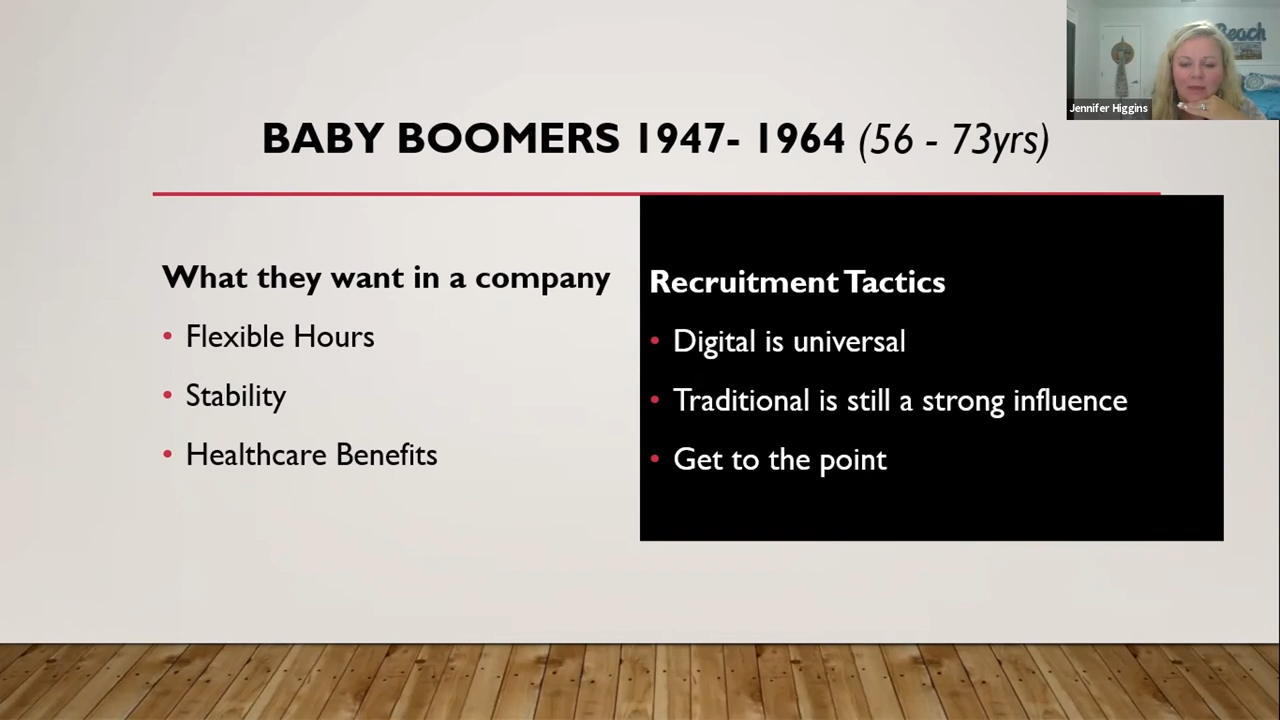 Beach
Jennifer Higgins
BABY BOOMERS 1947- 1964 (56 - 73yrs)
What they want in a company
• Flexible Hours
• Stability
• Healthcare Benefits
Recruitment Tactics
• Digital is universal
• Traditional is still a strong influence
• Get to the point